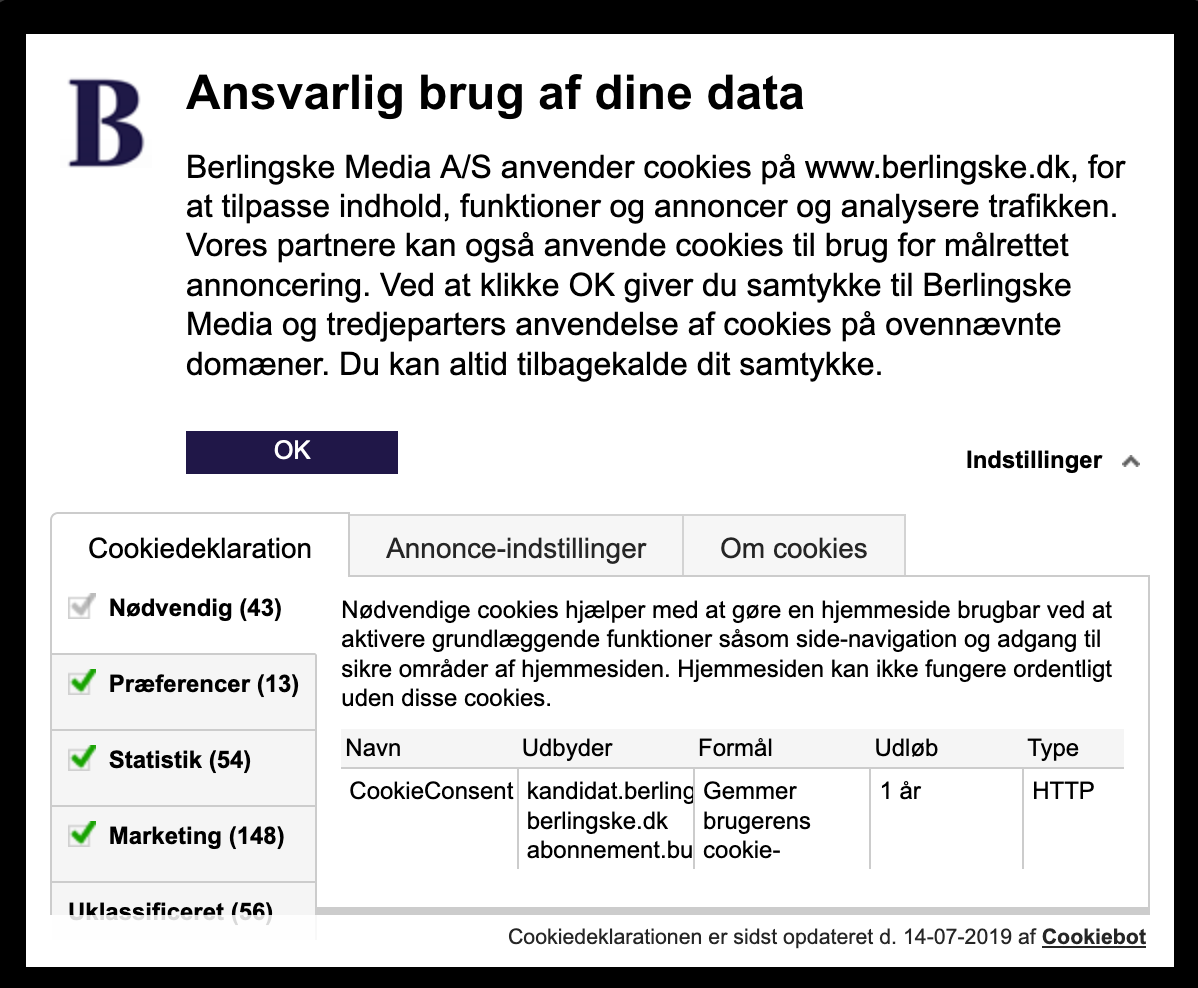 B
Ansvarlig brug af dine data
Berlingske Media A/S anvender cookies på www.berlingske.dk, for
at tilpasse indhold, funktioner og annoncer og analysere trafikken.
Vores partnere kan også anvende cookies til brug for målrettet
annoncering. Ved at klikke OK giver du samtykke til Berlingske
Media og tredjeparters anvendelse af cookies på ovennævnte
domæner. Du kan altid tilbagekalde dit samtykke.
OK
Indstillinger
Cookiedeklaration
Annonce-indstillinger
Om cookies
Nødvendig (43)
Præferencer (13)
Statistik (54)
Marketing (148)
Uklassificeret (56)
Nødvendige cookies hjælper med at gøre en hjemmeside brugbar ved at
aktivere grundlæggende funktioner såsom side-navigation og adgang til
sikre områder af hjemmesiden. Hjemmesiden kan ikke fungere ordentligt
uden disse cookies.
Navn Udbyder Formål Udløb Type
CookieConsent kandidat.berling Gemmer 1 år HTTP
berlingske.dk brugerens
abonnement.bu cookie-
Cookiedeklarationen er sidst opdateret d. 14-07-2019 af Cookiebot